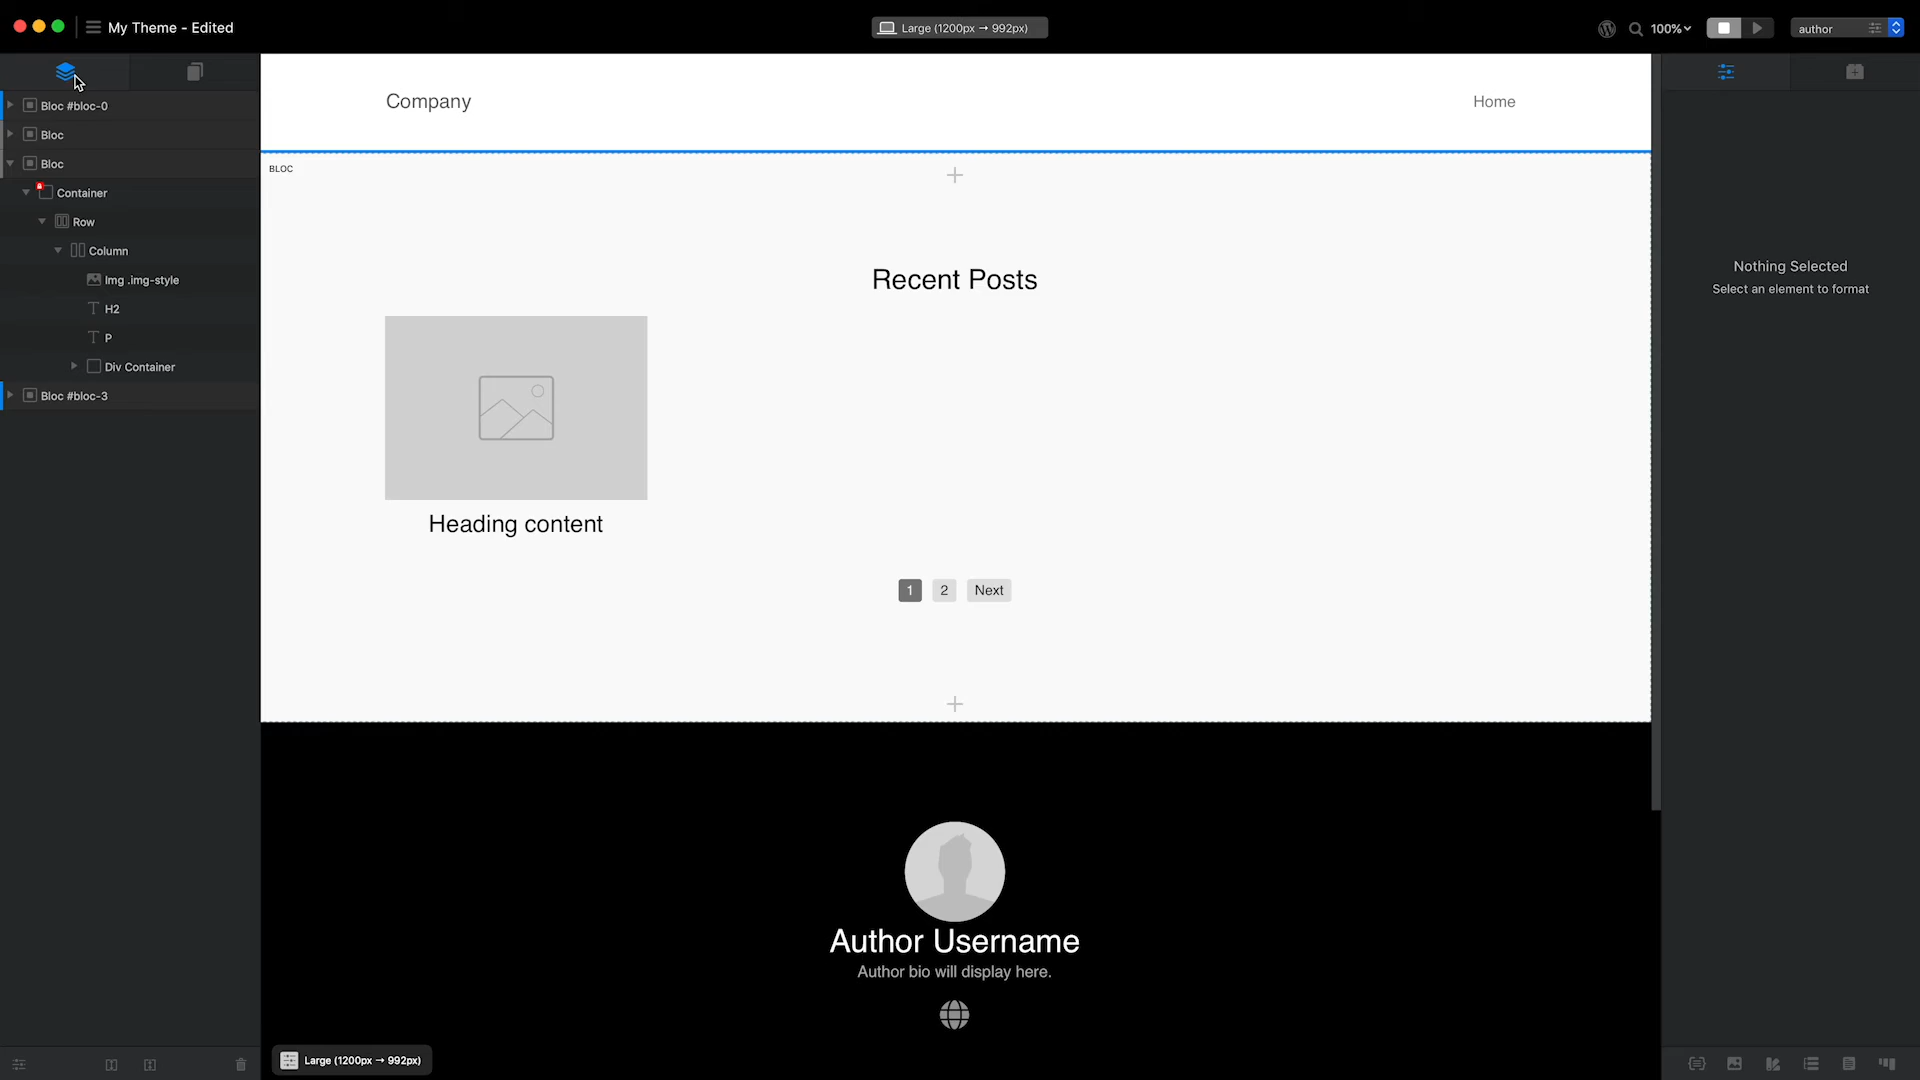 My Theme - Edited
Large (1200px → 992px)
100%
author
Bloc #bloc-0
Bloc
Bloc
Container
Row
Column
Img .img-style
H2
P
Div Container
Bloc #bloc-3
Company
Home
BLOC
Recent Posts
Heading content
1 2 Next
Author Username
Author bio will display here.
Large (1200px → 992px)
Nothing Selected
Select an element to format